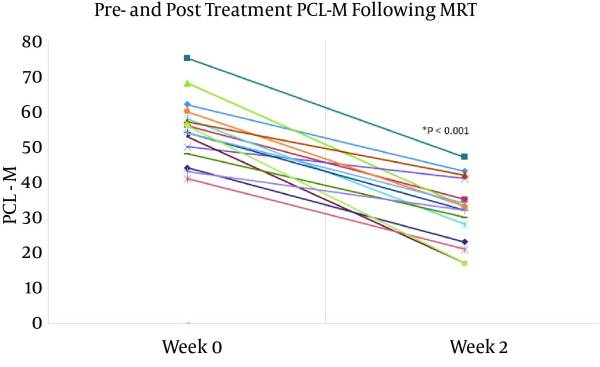 Pre- and Post Treatment PCL-M Following MRT
80
70
60
50
40
30
20
10
0
PCL - M
*P < 0.001
Week 0
Week 2